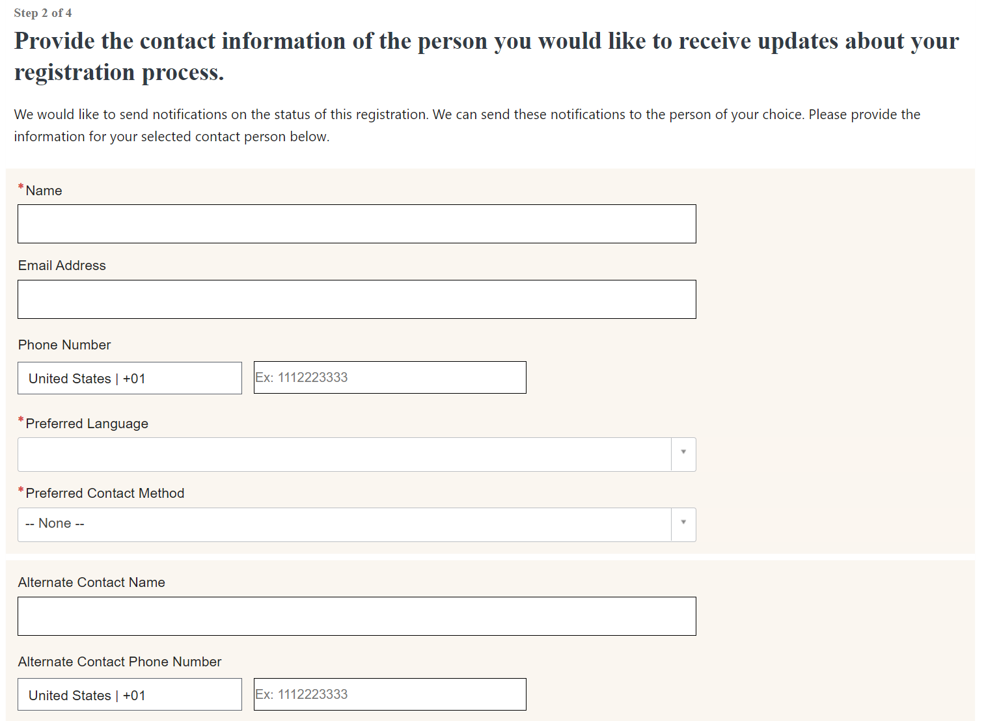 Step 2 of 4
Provide the contact information of the person you would like to receive updates about your
registration process.
We would like to send notifications on the status of this registration. We can send these notifications to the person of your choice. Please provide the
information for your selected contact person below.
*Name
Email Address
Phone Number
United States | +01
Ex: 1112223333
*Preferred Language
*Preferred Contact Method
-- None --
Alternate Contact Name
Alternate Contact Phone Number
United States | +01
Ex: 1112223333